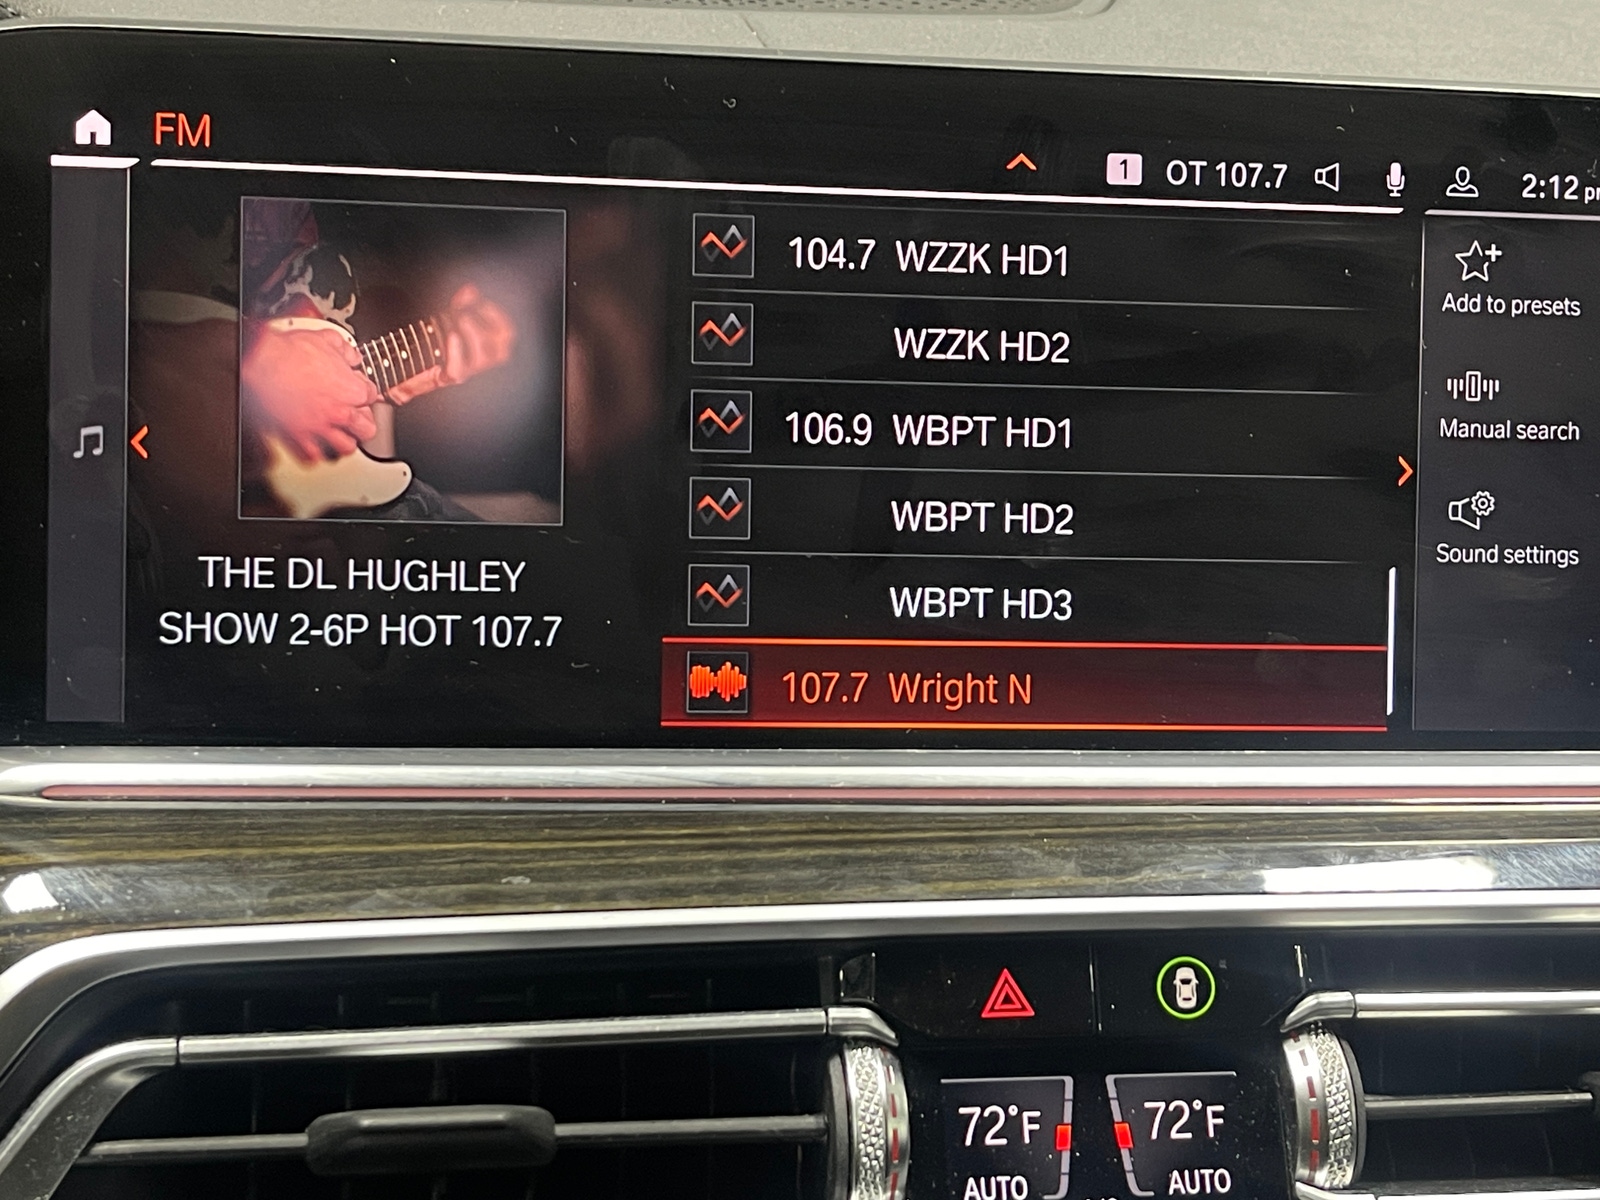 FM
1 OT 107.7
2:12
104.7 WZZK HD1
WZZK HD2
106.9 WBPT HD1
WBPT HD2
WBPT HD3
107.7 Wright N
THE DL HUGHLEY
SHOW 2-6P HOT 107.7
Add to presets
Manual search
Sound settings
72°F
AUTO
72°F
AUTO